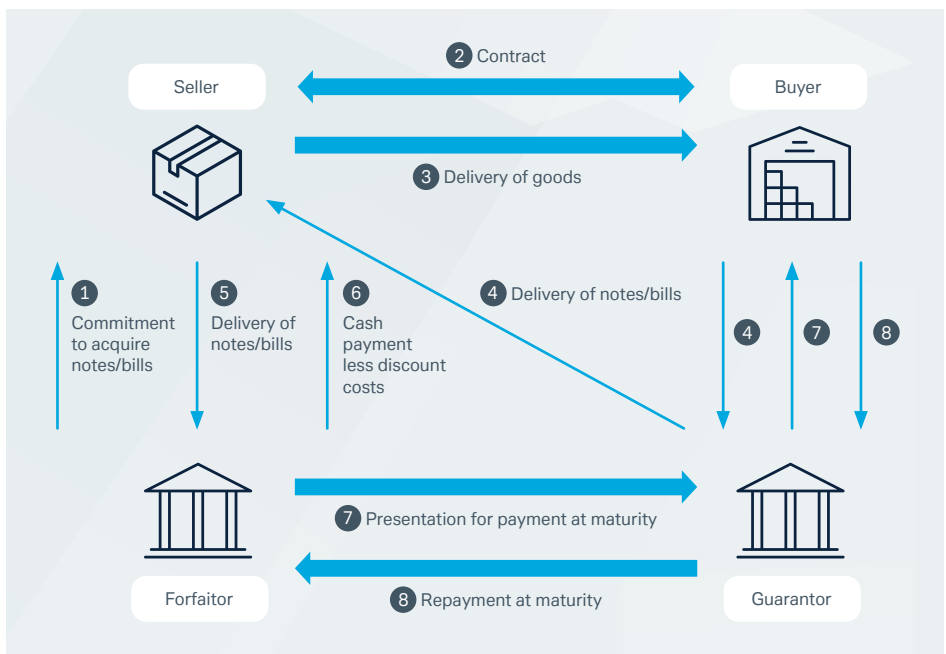 2 Contract
Seller
Buyer
3 Delivery of goods
1
Commitment
to acquire
notes/bills
5
Delivery of
notes/bills
6
Cash
payment
less discount
costs
4 Delivery of notes/bills
4
7
8
7 Presentation for payment at maturity
8 Repayment at maturity
Forfaitor
Guarantor